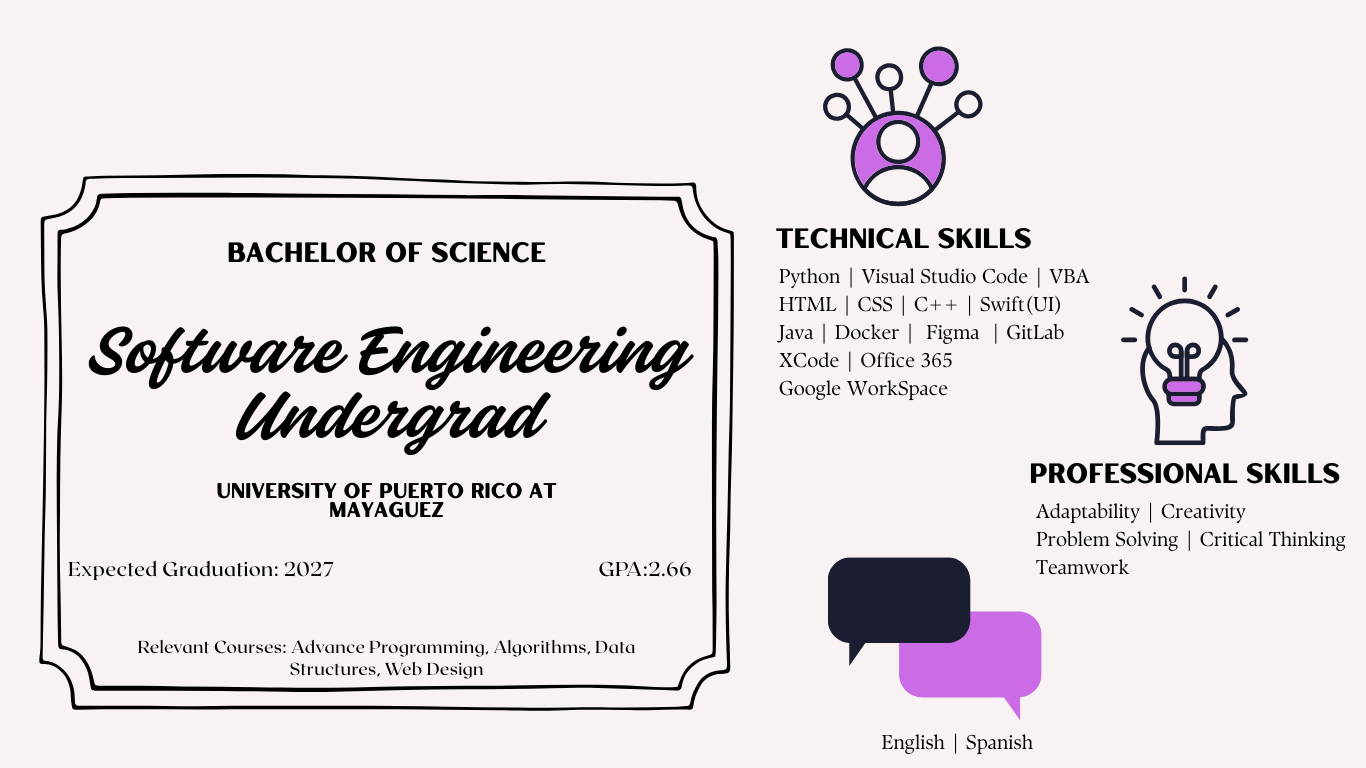 BACHELOR OF SCIENCE
Software Engineering
Undergrad
UNIVERSITY OF PUERTO RICO AT
MAYAGUEZ
Expected Graduation: 2027
GPA:2.66
Relevant Courses: Advance Programming, Algorithms, Data
Structures, Web Design
TECHNICAL SKILLS
Python | Visual Studio Code | VBA
HTML | CSS | C++ | Swift(UI)
Java | Docker | Figma | GitLab
XCode | Office 365
Google WorkSpace
PROFESSIONAL SKILLS
Adaptability | Creativity
Problem Solving | Critical Thinking
Teamwork
English | Spanish